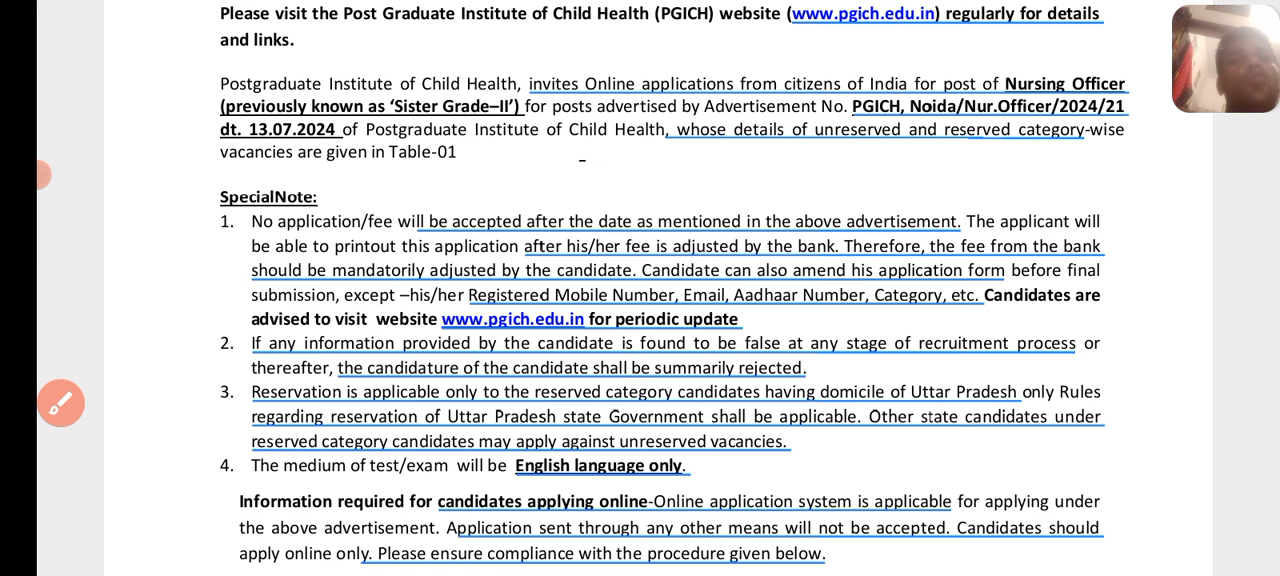 Please visit the Post Graduate Institute of Child Health (PGICH) website (www.pgich.edu.in) regularly for details
and links.
Postgraduate Institute of Child Health, invites Online applications from citizens of India for post of Nursing Officer
(previously known as ‘Sister Grade–II’) for posts advertised by Advertisement No. PGICH, Noida/Nur.Officer/2024/21
dt. 13.07.2024 of Postgraduate Institute of Child Health, whose details of unreserved and reserved category-wise
vacancies are given in Table-01
SpecialNote:
1. No application/fee will be accepted after the date as mentioned in the above advertisement. The applicant will
be able to printout this application after his/her fee is adjusted by the bank. Therefore, the fee from the bank
should be mandatorily adjusted by the candidate. Candidate can also amend his application form before final
submission, except –his/her Registered Mobile Number, Email, Aadhaar Number, Category, etc. Candidates are
advised to visit website www.pgich.edu.in for periodic update
2. If any information provided by the candidate is found to be false at any stage of recruitment process or
thereafter, the candidature of the candidate shall be summarily rejected.
3. Reservation is applicable only to the reserved category candidates having domicile of Uttar Pradesh only Rules
regarding reservation of Uttar Pradesh state Government shall be applicable. Other state candidates under
reserved category candidates may apply against unreserved vacancies.
4. The medium of test/exam will be English language only.
Information required for candidates applying online-Online application system is applicable for applying under
the above advertisement. Application sent through any other means will not be accepted. Candidates should
apply online only. Please ensure compliance with the procedure given below.